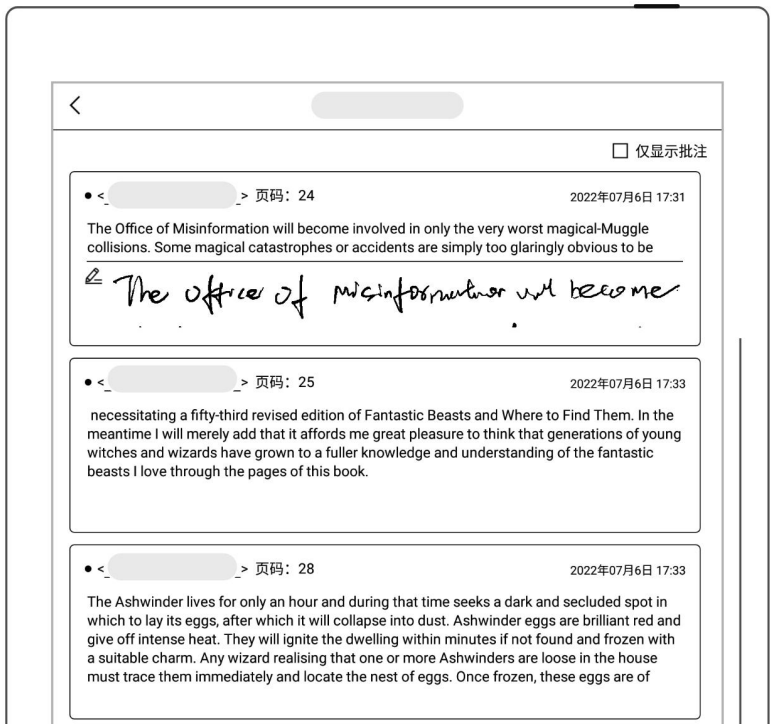 仅显示批注
< _> 页码：24 2022年07月6日 17:31
The Office of Misinformation will become involved in only the very worst magical-Muggle
collisions. Some magical catastrophes or accidents are simply too glaringly obvious to be
The office of misinformation will become
< _> 页码：25 2022年07月6日 17:33
necessitating a fifty-third revised edition of Fantastic Beasts and Where to Find Them. In the
meantime I will merely add that it affords me great pleasure to think that generations of young
witches and wizards have grown to a fuller knowledge and understanding of the fantastic
beasts I love through the pages of this book.
< _> 页码：28 2022年07月6日 17:33
The Ashwinder lives for only an hour and during that time seeks a dark and secluded spot in
which to lay its eggs, after which it will collapse into dust. Ashwinder eggs are brilliant red and
give off intense heat. They will ignite the dwelling within minutes if not found and frozen with
a suitable charm. Any wizard realising that one or more Ashwinders are loose in the house
must trace them immediately and locate the nest of eggs. Once frozen, these eggs are of